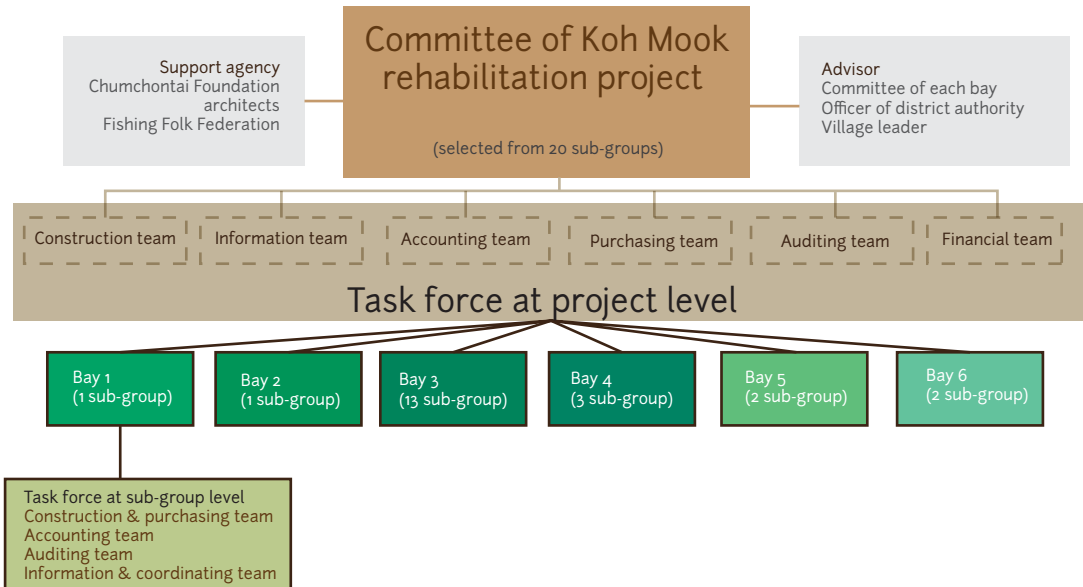 Committee of Koh Mook
rehabilitation project
(selected from 20 sub-groups)
Support agency
Chumchontai Foundation
architects
Fishing Folk Federation
Advisor
Committee of each bay
Officer of district authority
Village leader
Construction team
Information team
Accounting team
Purchasing team
Auditing team
Financial team
Task force at project level
Bay 1
(1 sub-group)
Bay 2
(1 sub-group)
Bay 3
(13 sub-group)
Bay 4
(3 sub-group)
Bay 5
(2 sub-group)
Bay 6
(2 sub-group)
Task force at sub-group level
Construction & purchasing team
Accounting team
Auditing team
Information & coordinating team